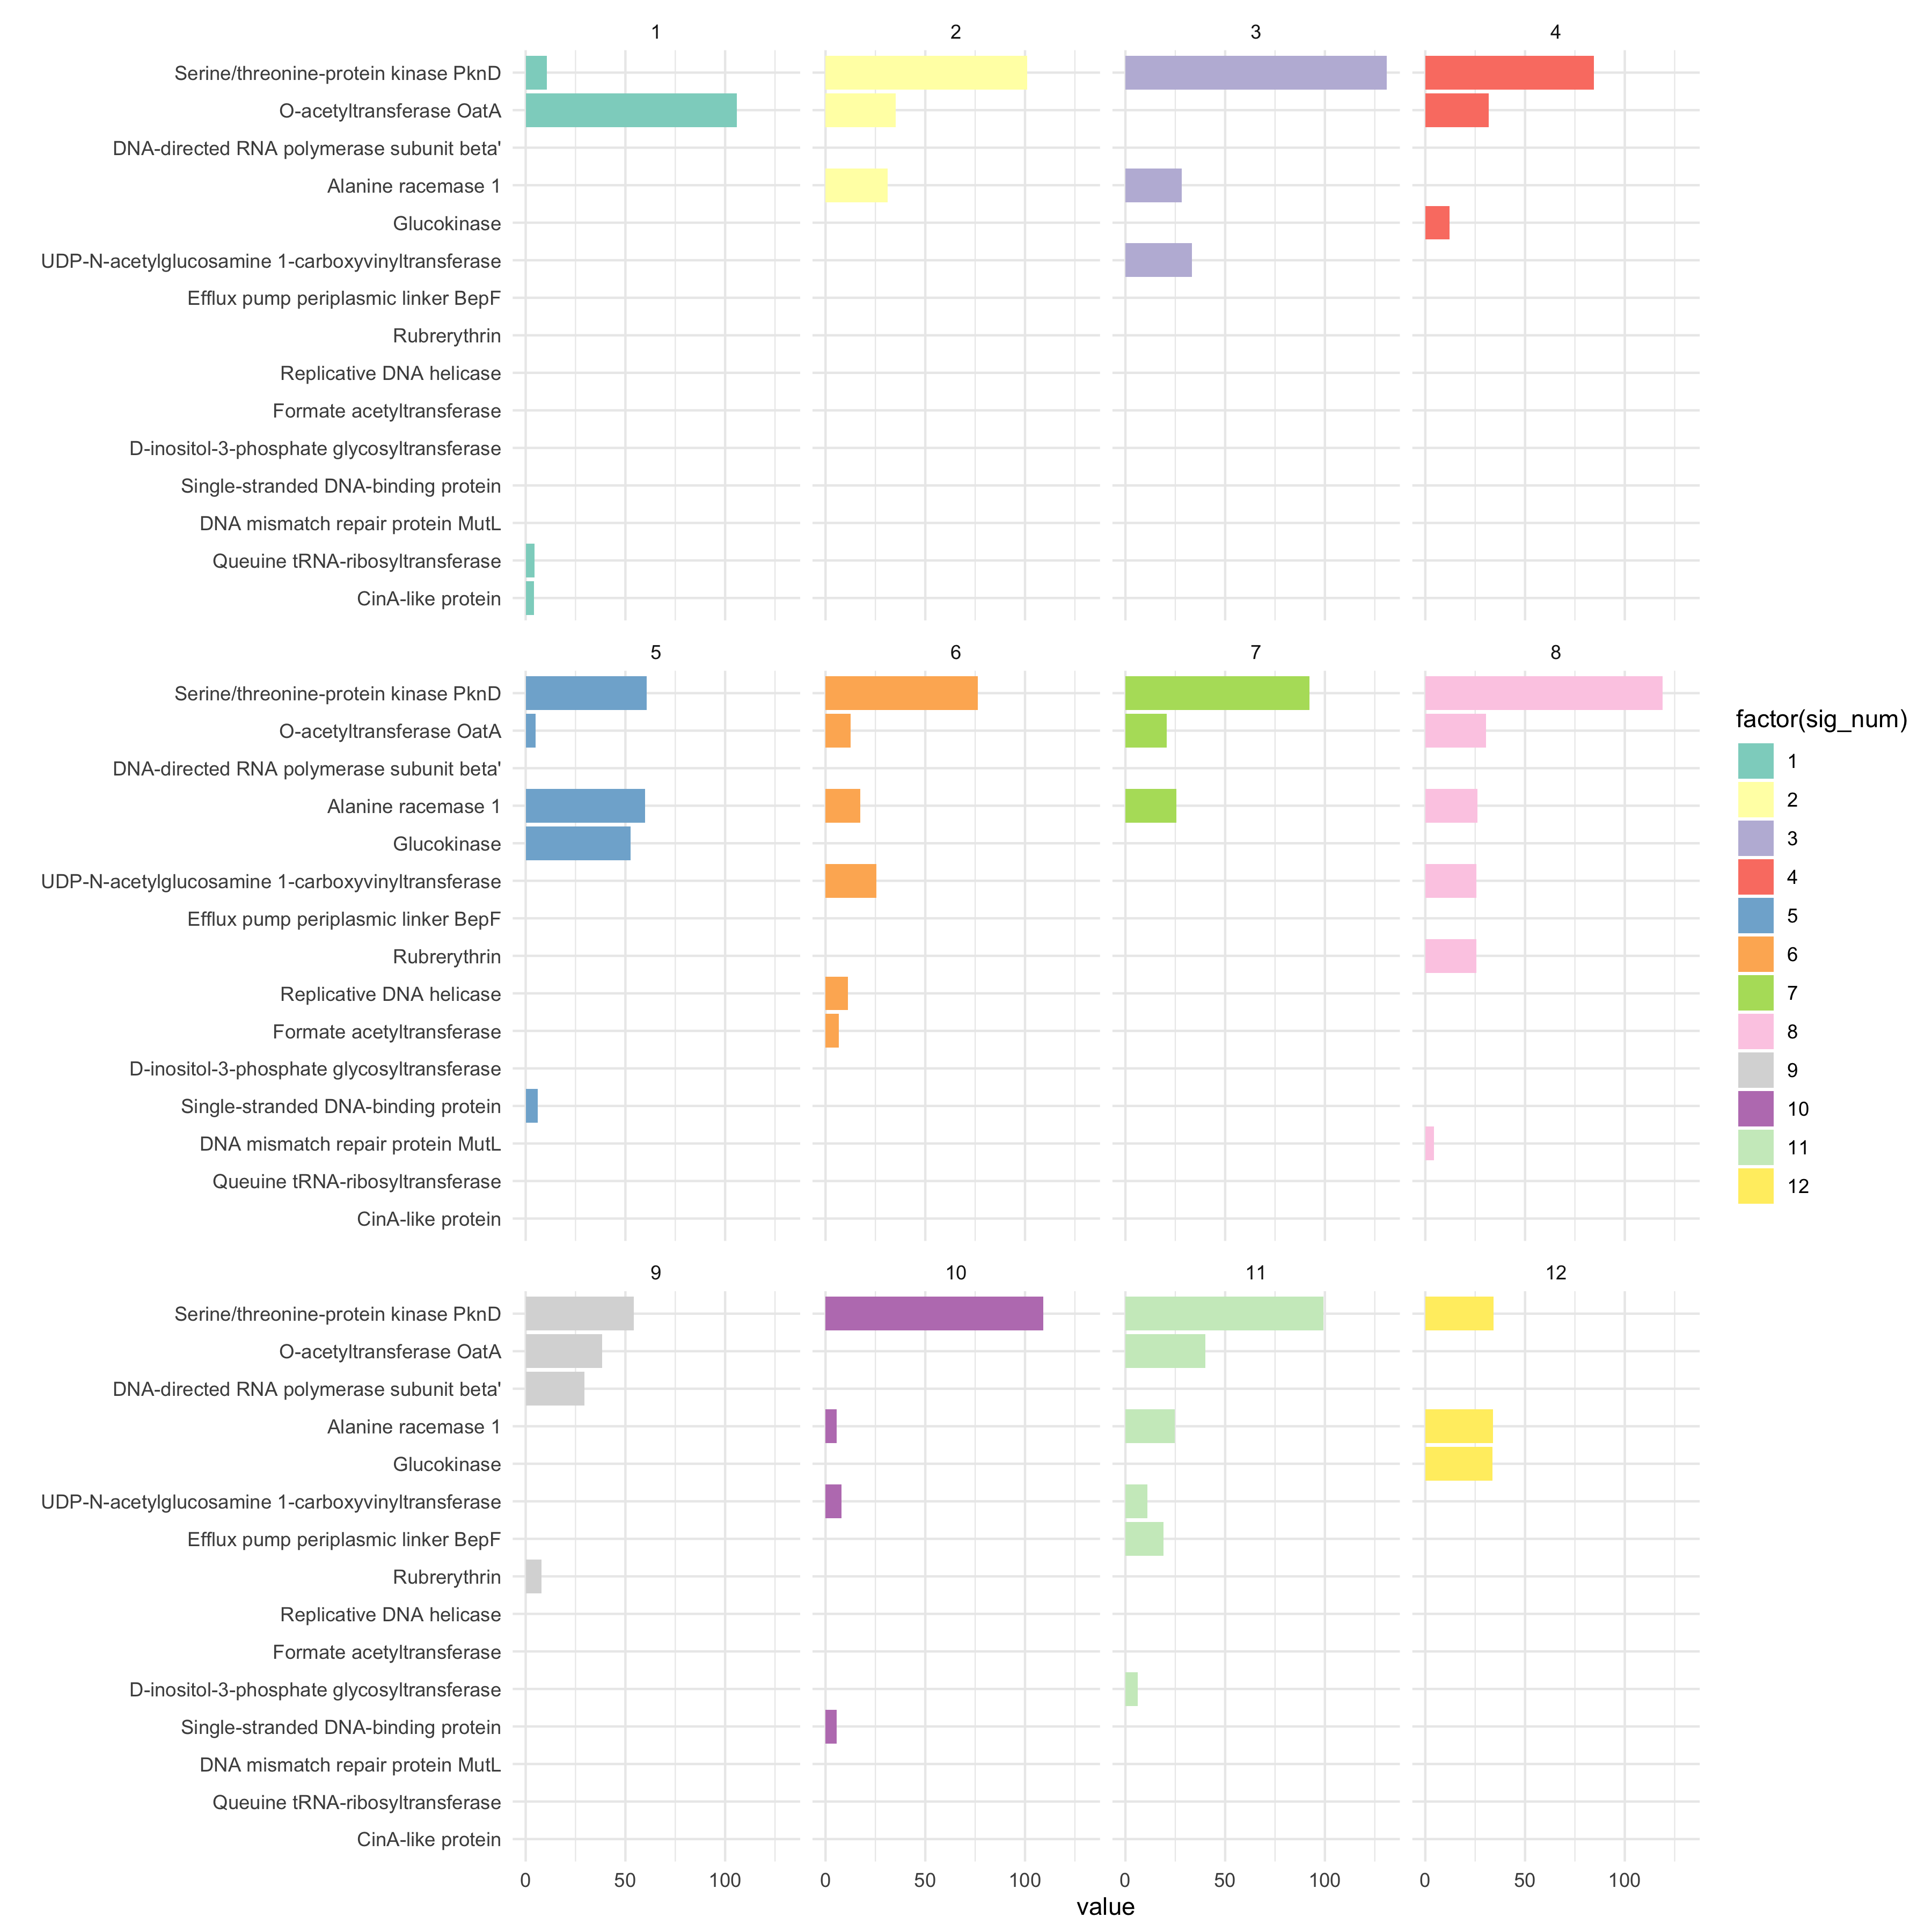 1 2 3 4
Serine/threonine-protein kinase PknD
O-acetyltransferase OatA
DNA-directed RNA polymerase subunit beta'
Alanine racemase 1
Glucokinase
UDP-N-acetylglucosamine 1-carboxyvinyltransferase
Efflux pump periplasmic linker BepF
Rubrerythrin
Replicative DNA helicase
Formate acetyltransferase
D-inositol-3-phosphate glycosyltransferase
Single-stranded DNA-binding protein
DNA mismatch repair protein MutL
Queuine tRNA-ribosyltransferase
CinA-like protein
5 6 7 8
Serine/threonine-protein kinase PknD
O-acetyltransferase OatA
DNA-directed RNA polymerase subunit beta'
Alanine racemase 1
Glucokinase
UDP-N-acetylglucosamine 1-carboxyvinyltransferase
Efflux pump periplasmic linker BepF
Rubrerythrin
Replicative DNA helicase
Formate acetyltransferase
D-inositol-3-phosphate glycosyltransferase
Single-stranded DNA-binding protein
DNA mismatch repair protein MutL
Queuine tRNA-ribosyltransferase
CinA-like protein
9 10 11 12
Serine/threonine-protein kinase PknD
O-acetyltransferase OatA
DNA-directed RNA polymerase subunit beta'
Alanine racemase 1
Glucokinase
UDP-N-acetylglucosamine 1-carboxyvinyltransferase
Efflux pump periplasmic linker BepF
Rubrerythrin
Replicative DNA helicase
Formate acetyltransferase
D-inositol-3-phosphate glycosyltransferase
Single-stranded DNA-binding protein
DNA mismatch repair protein MutL
Queuine tRNA-ribosyltransferase
CinA-like protein
0 50 100 0 50 100 0 50 100 0 50 100
value
factor(sig_num)
1
2
3
4
5
6
7
8
9
10
11
12